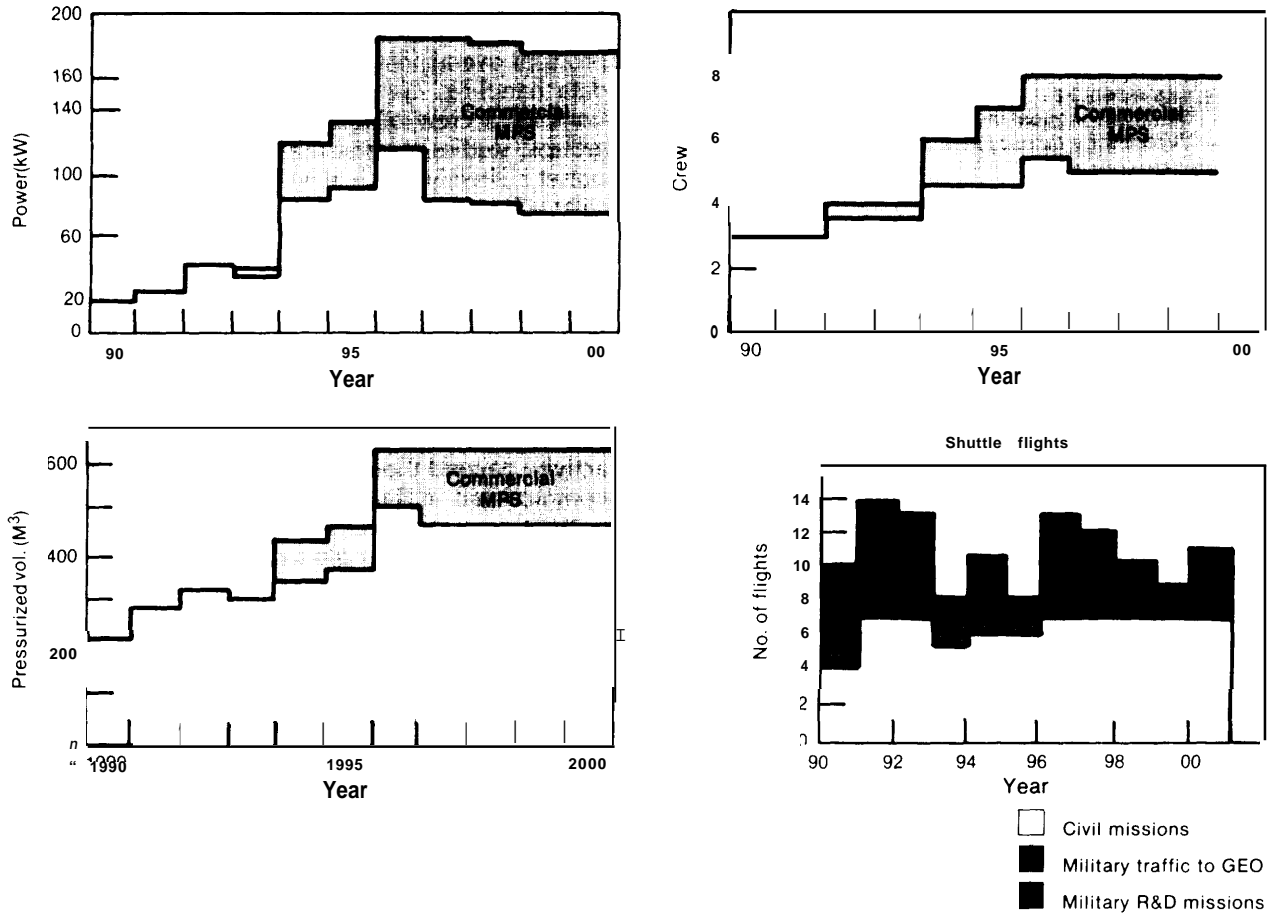 200
160
140
100
60
20
0
Power(kW)
Commercial
MPS
90 95 00
Year
8
6
4
2
0
Crew
Commercial
MPS
90 95 00
Year
600
400
200
n
Pressurized vol. (M³)
Commercial
MPS
“ 1990 1995 2000
Year
Shuttle flights
14
12
10
8
6
4
2
No. of flights
90 92 94 96 98 00
Year
Civil missions
Military traffic to GEO
Military R&D missions